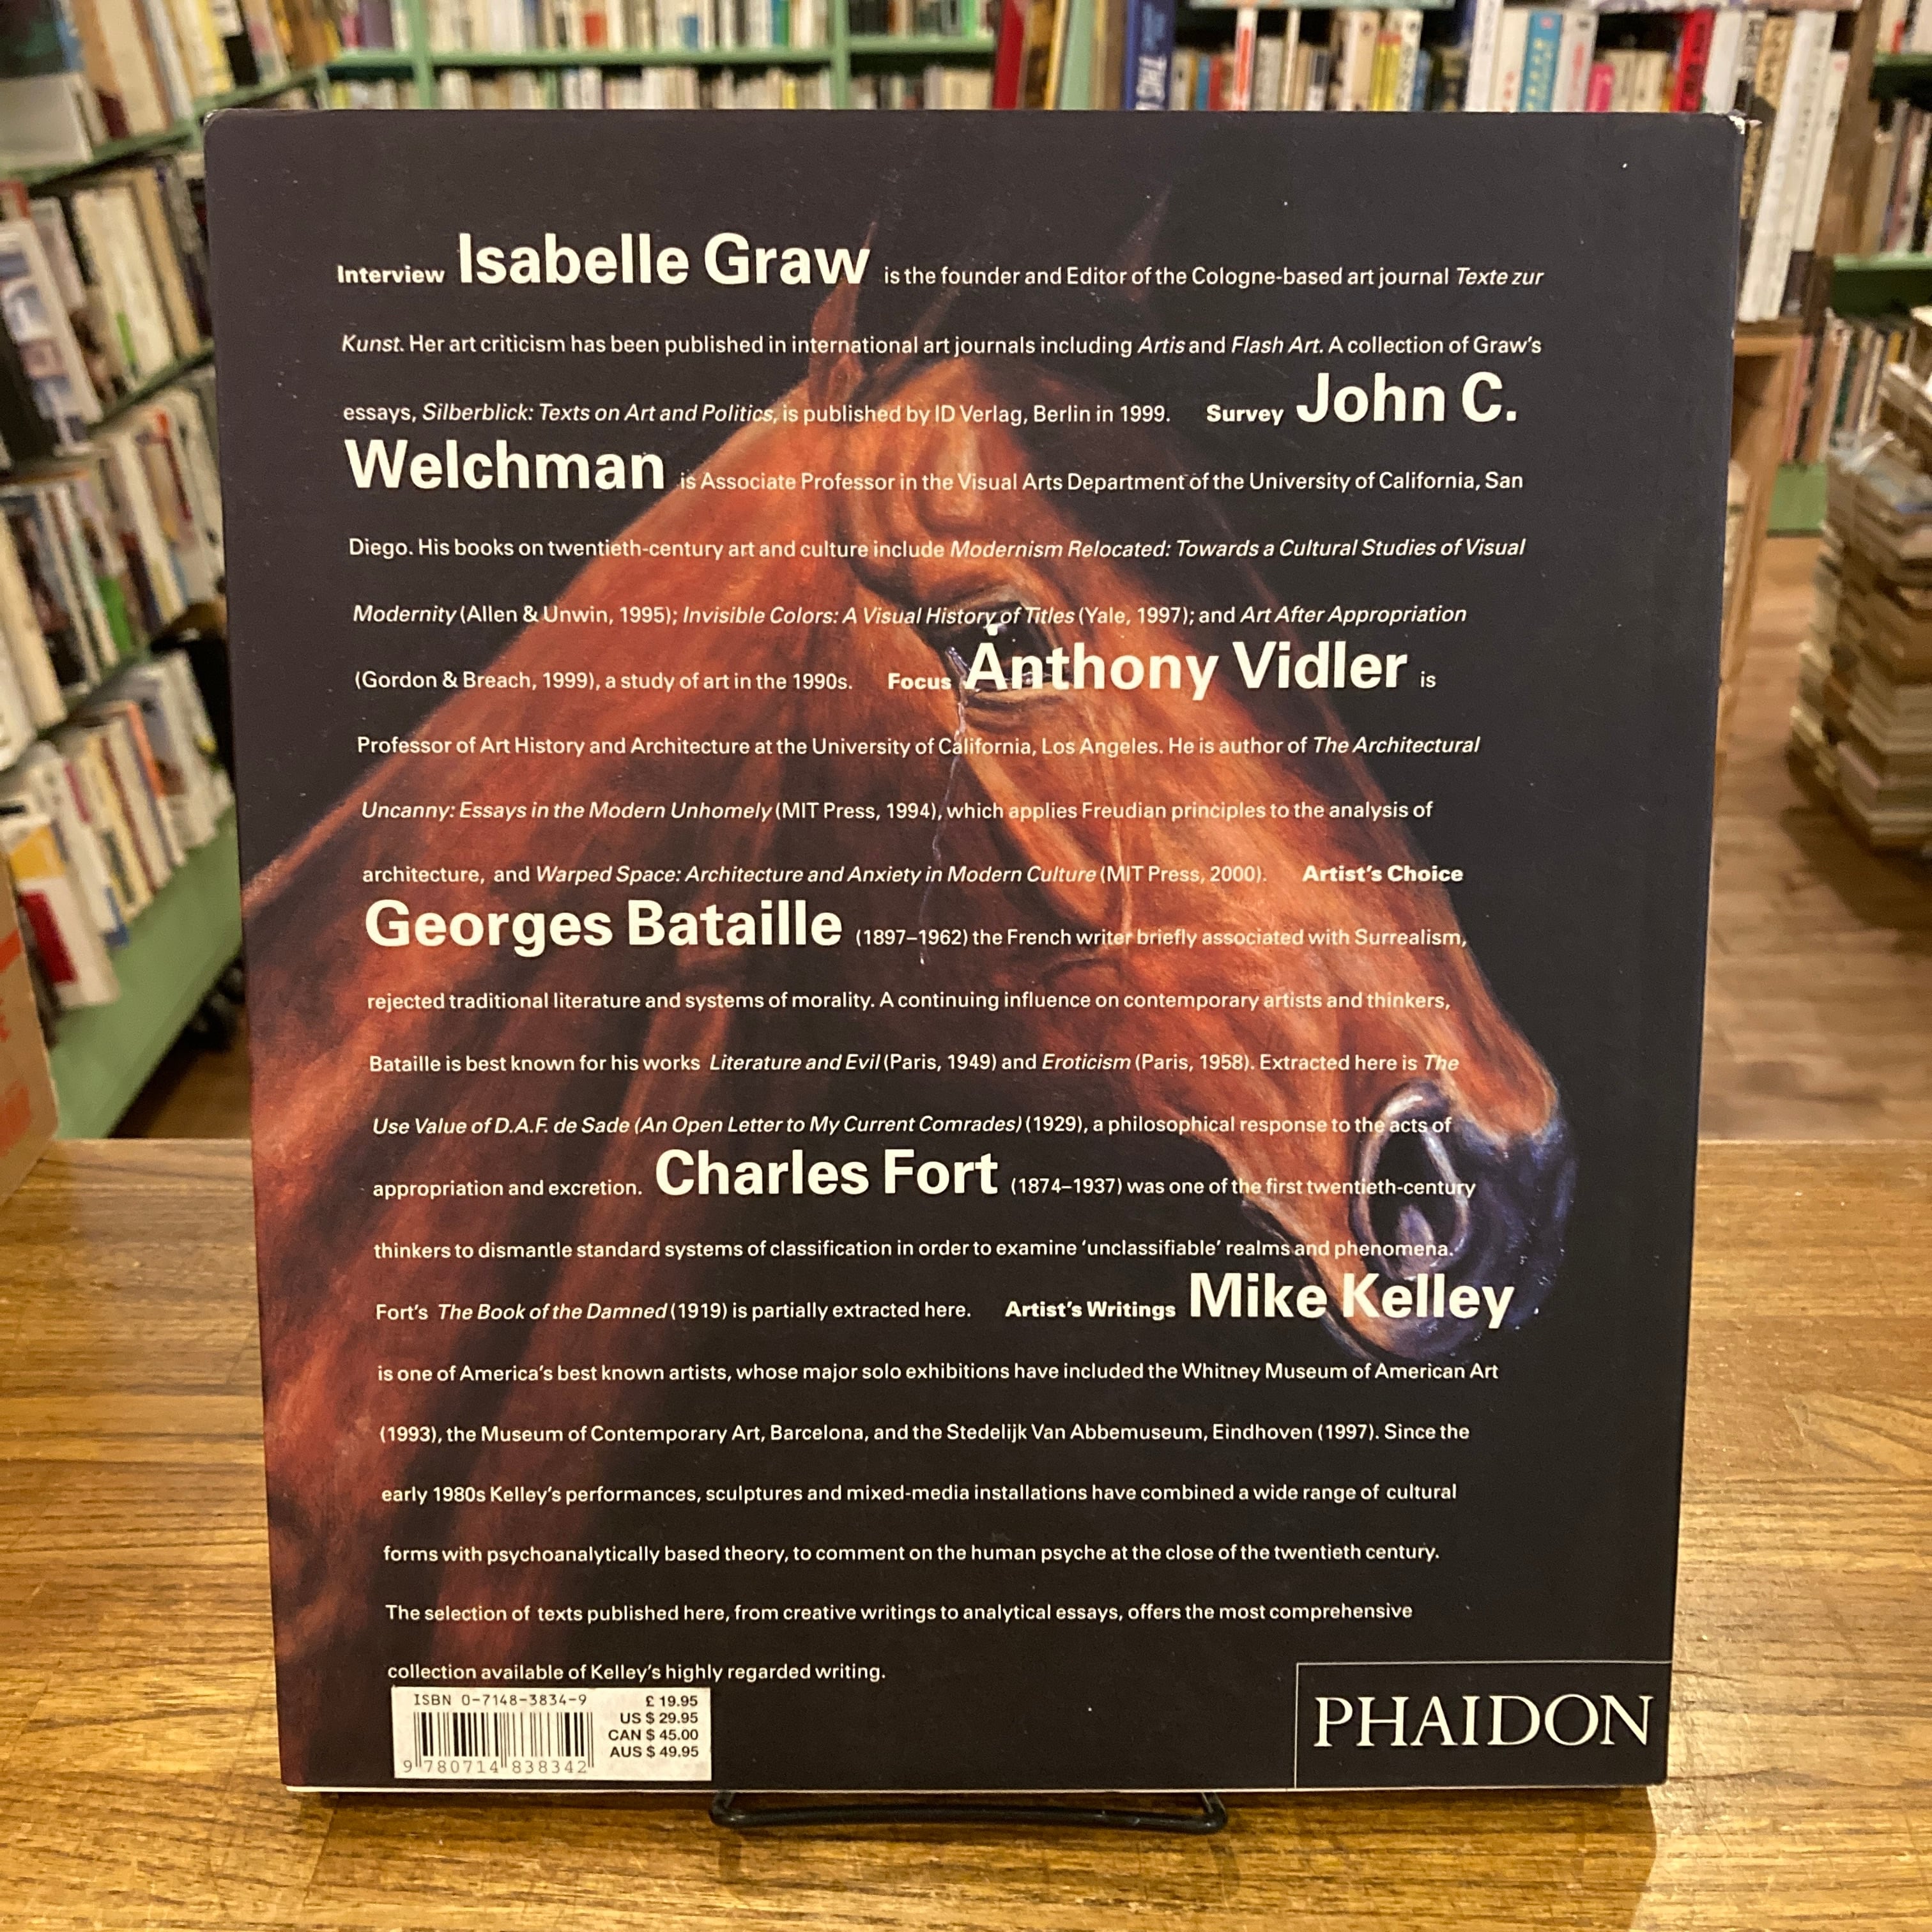 Interview Isabelle Graw is the founder and Editor of the Cologne-based art journal Texte zur
Kunst. Her art criticism has been published in international art journals including Artis and Flash Art. A collection of Graw's
essays, Silberblick: Texts on Art and Politics, is published by ID Verlag, Berlin in 1999. Survey John C.
Welchman is Associate Professor in the Visual Arts Department of the University of California, San
Diego. His books on twentieth-century art and culture include Modernism Relocated: Towards a Cultural Studies of Visual
Modernity (Allen & Unwin, 1995); Invisible Colors: A Visual History of Titles (Yale, 1997); and Art After Appropriation
(Gordon & Breach, 1999), a study of art in the 1990s. Focus Anthony Vidler is
Professor of Art History and Architecture at the University of California, Los Angeles. He is author of The Architectural
Uncanny: Essays in the Modern Unhomely (MIT Press, 1994), which applies Freudian principles to the analysis of
architecture, and Warped Space: Architecture and Anxiety in Modern Culture (MIT Press, 2000). Artist's Choice
Georges Bataille (1897–1962) the French writer briefly associated with Surrealism,
rejected traditional literature and systems of morality. A continuing influence on contemporary artists and thinkers,
Bataille is best known for his works Literature and Evil (Paris, 1949) and Eroticism (Paris, 1958). Extracted here is The
Use Value of D.A.F. de Sade (An Open Letter to My Current Comrades) (1929), a philosophical response to the acts of
appropriation and excretion. Charles Fort (1874–1937) was one of the first twentieth-century
thinkers to dismantle standard systems of classification in order to examine 'unclassifiable' realms and phenomena.
Fort's The Book of the Damned (1919) is partially extracted here. Artist's Writings Mike Kelley
is one of America's best known artists, whose major solo exhibitions have included the Whitney Museum of American Art
(1993), the Museum of Contemporary Art, Barcelona, and the Stedelijk Van Abbemuseum, Eindhoven (1997). Since the
early 1980s Kelley's performances, sculptures and mixed-media installations have combined a wide range of cultural
forms with psychoanalytically based theory, to comment on the human psyche at the close of the twentieth century.
The selection of texts published here, from creative writings to analytical essays, offers the most comprehensive
collection available of Kelley's highly regarded writing.
ISBN 0-7148-3834-9
£ 19.95
US $ 29.95
CAN $ 45.00
AUS $ 49.95
9 780714 838342
PHAIDON